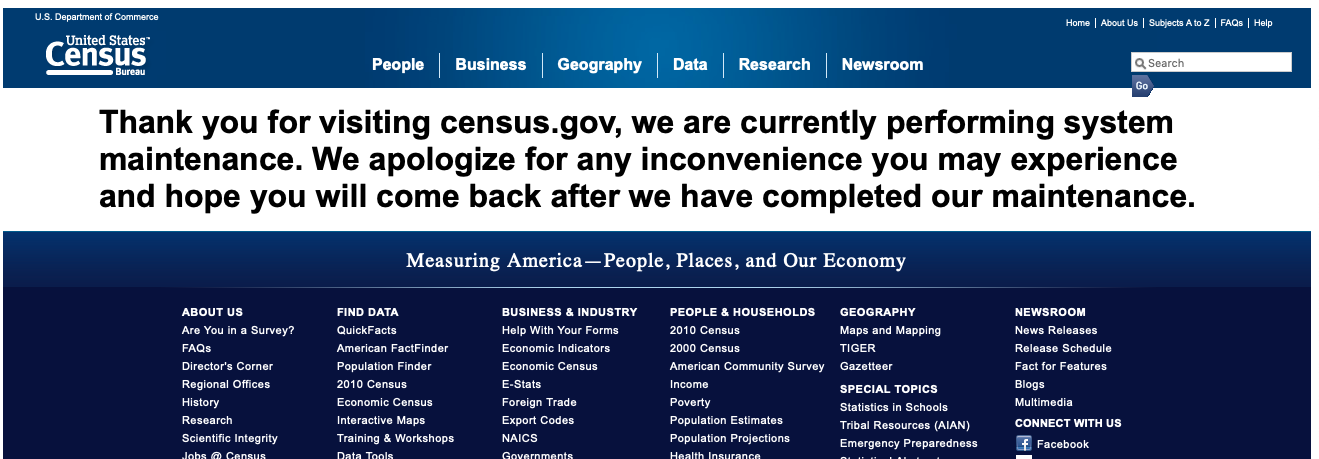 U.S. Department of Commerce
Home | About Us | Subjects A to Z | FAQs | Help
United States™
Census
Bureau
People | Business | Geography | Data | Research | Newsroom
Search
Go
Thank you for visiting census.gov, we are currently performing system
maintenance. We apologize for any inconvenience you may experience
and hope you will come back after we have completed our maintenance.
Measuring America—People, Places, and Our Economy
ABOUT US
Are You in a Survey?
FAQs
Director's Corner
Regional Offices
History
Research
Scientific Integrity
Jobs @ Census
FIND DATA
QuickFacts
American FactFinder
Population Finder
2010 Census
Economic Census
Interactive Maps
Training & Workshops
Data Tools
BUSINESS & INDUSTRY
Help With Your Forms
Economic Indicators
Economic Census
E-Stats
Foreign Trade
Export Codes
NAICS
Governments
PEOPLE & HOUSEHOLDS
2010 Census
2000 Census
American Community Survey
Income
Poverty
Population Estimates
Population Projections
Health Insurance
GEOGRAPHY
Maps and Mapping
TIGER
Gazetteer
SPECIAL TOPICS
Statistics in Schools
Tribal Resources (AIAN)
Emergency Preparedness
NEWSROOM
News Releases
Release Schedule
Fact for Features
Blogs
Multimedia
CONNECT WITH US
Facebook